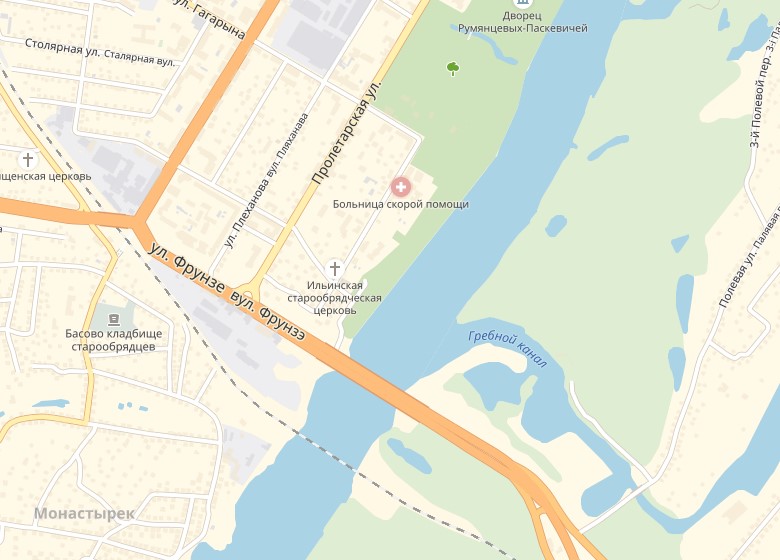 Дворец
Румянцевых-Паскевичей
ул. Гагарына
Столярная ул. Сталярная вул.
3-й Полевой пер. 3-і
Пролетарская ул.
ул. Плеханова вул. Пляханава
церковь
Больница скорой помощи
Полевая ул. Палявая
ул. Фрунзе вул. Фрунзэ
Ильинская
старообрядческая
церковь
Басово кладбище
старообрядцев
Гребной канал
Монастырек